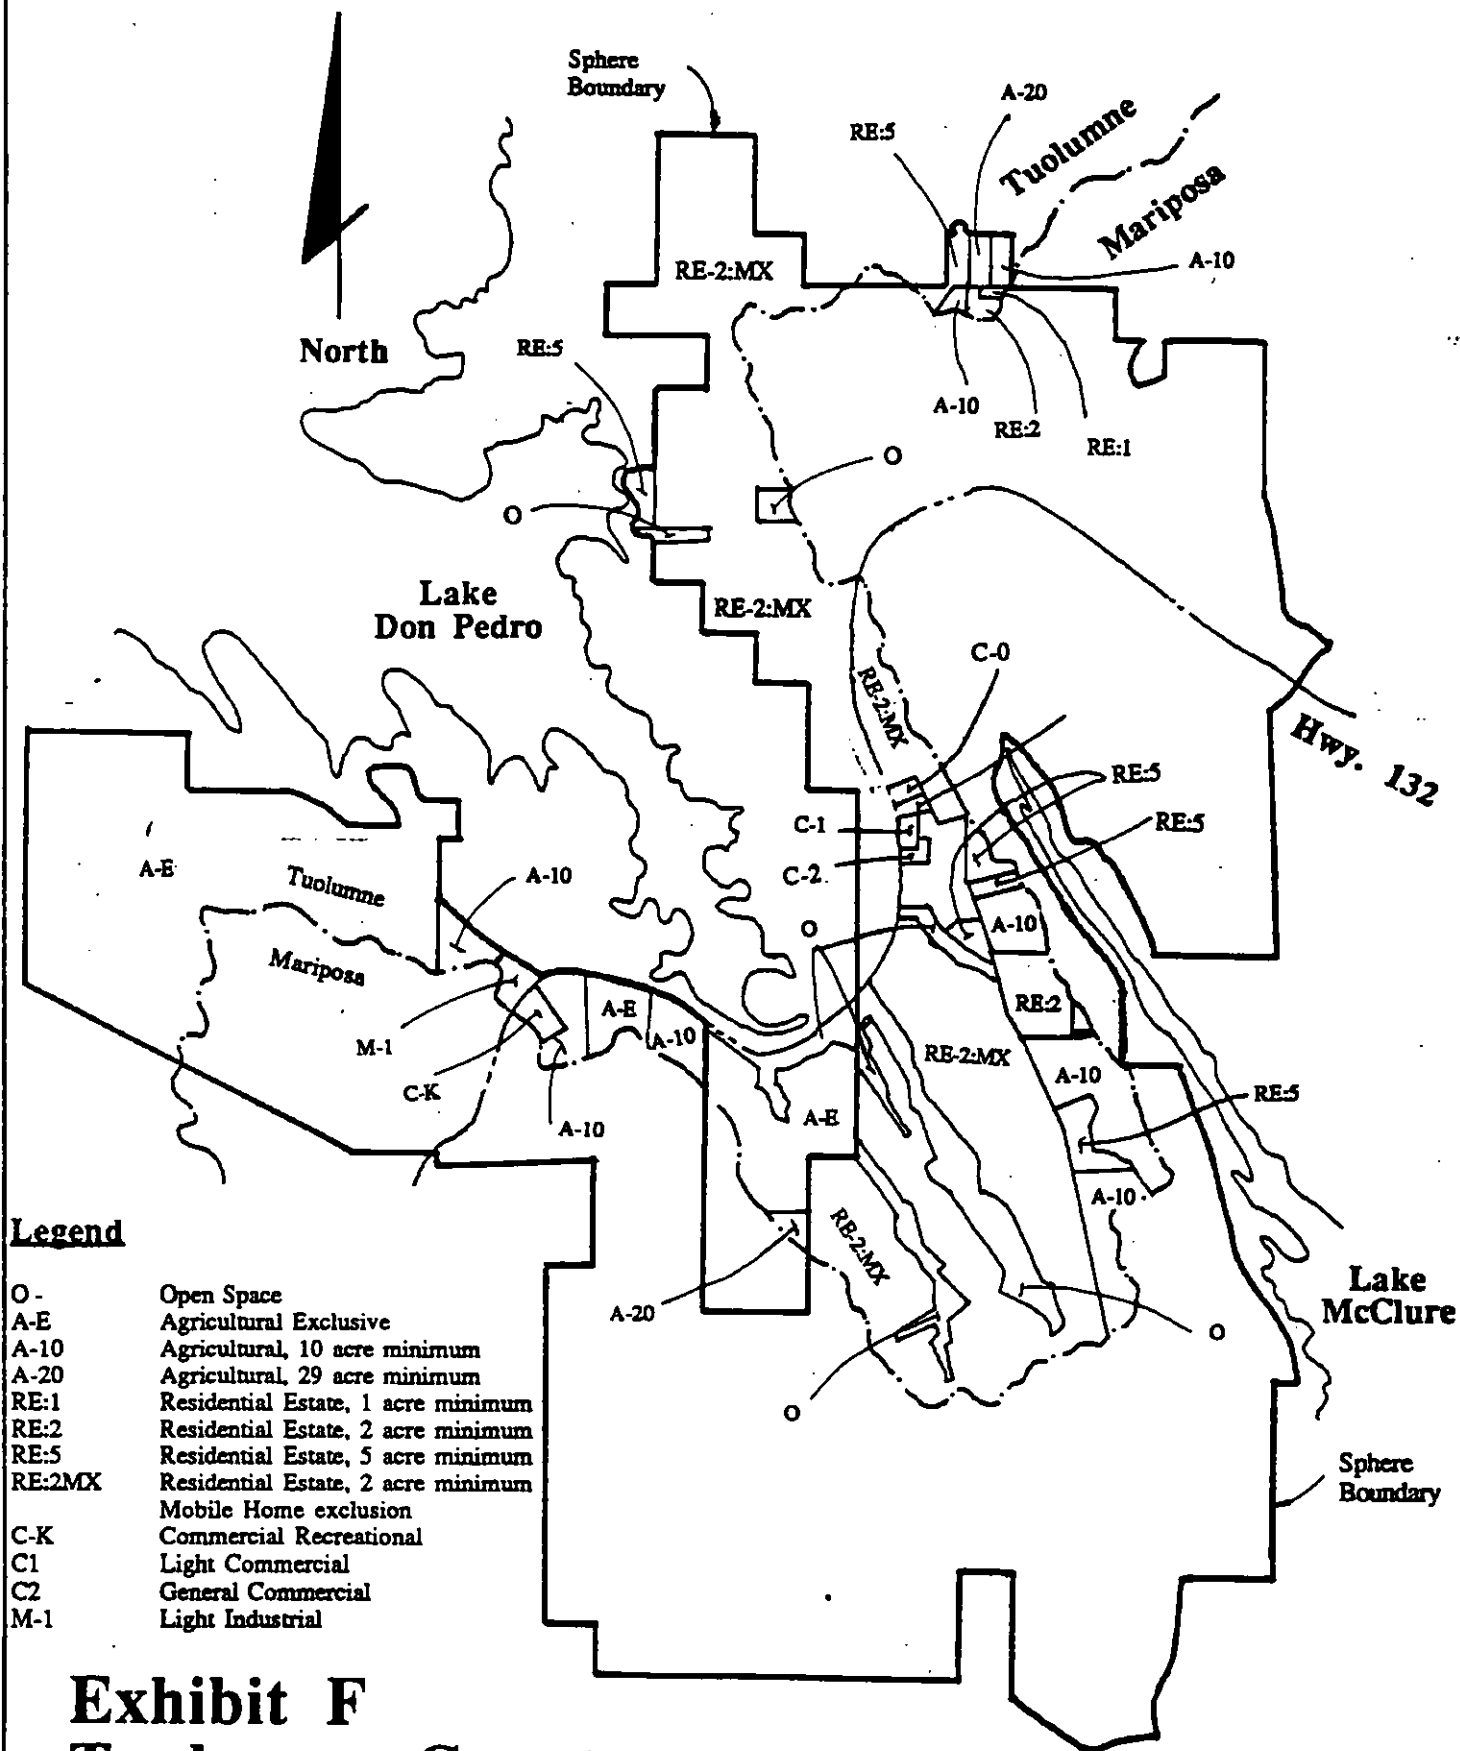 Sphere
Boundary
A-20
RE:5
Tuolumne
Mariposa
A-10
RE-2:MX
North
RE:5
A-10
RE:2
RE:1
O
O
Lake
Don Pedro
RE-2:MX
C-0
RE-2:MX
Hwy. 132
RE:5
C-1
RE:5
C-2.
A-E
Tuolumne
A-10
O
A-10
Mariposa
A-E
RE:2
M-1
A-10
RE-2:MX
A-10
C-K
RE:5
A-10
A-E
A-10
Legend
RE-2:MX
Lake
McClure
A-20
O
O
O - Open Space
A-E Agricultural Exclusive
A-10 Agricultural, 10 acre minimum
A-20 Agricultural, 29 acre minimum
RE:1 Residential Estate, 1 acre minimum
RE:2 Residential Estate, 2 acre minimum
RE:5 Residential Estate, 5 acre minimum
RE:2MX Residential Estate, 2 acre minimum
Mobile Home exclusion
C-K Commercial Recreational
C1 Light Commercial
C2 General Commercial
M-1 Light Industrial
Sphere
Boundary
Exhibit F